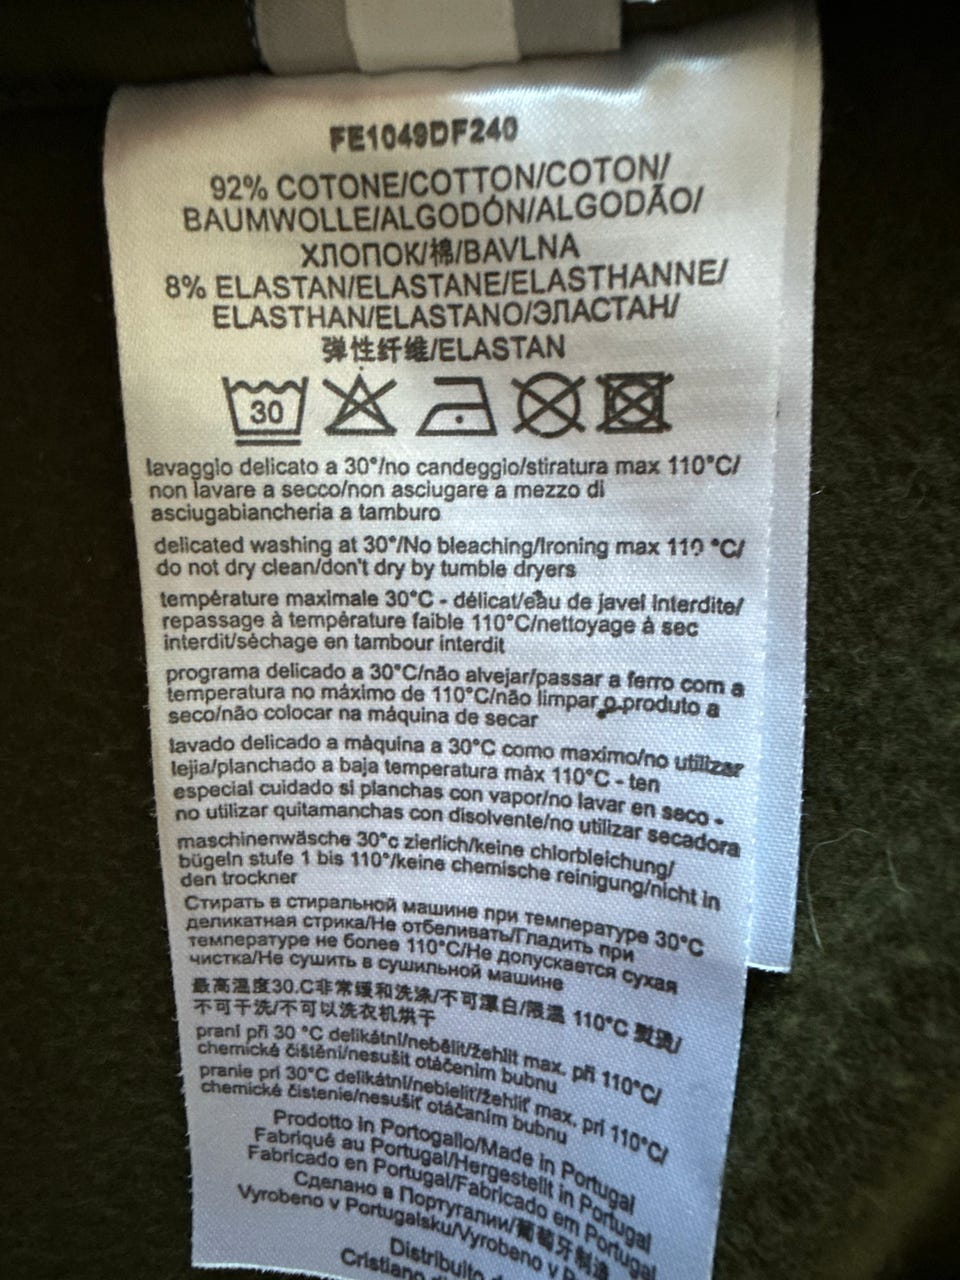 FE1049DF240
92% COTONE/COTTON/COTON/
BAUMWOLLE/ALGODÓN/ALGODÃO/
ХЛОПОК/棉/BAVLNA
8% ELASTAN/ELASTANE/ELASTHANNE/
ELASTHAN/ELASTANO/ЭЛАСТАН/
弹性纤维/ELASTAN
30
lavaggio delicato a 30°/no candeggio/stiratura max 110°C/
non lavare a secco/non asciugare a mezzo di
asciugabiancheria a tamburo
delicated washing at 30°/No bleaching/Ironing max 110 °C/
do not dry clean/don't dry by tumble dryers
température maximale 30°C - délicat/eau de javel interdite/
repassage à température faible 110°C/nettoyage á sec
interdit/séchage en tambour interdit
programa delicado a 30°C/não alvejar/passar a ferro com a
temperatura no máximo de 110°C/não limpar o produto a
seco/não colocar na máquina de secar
lavado delicado a màquina a 30°C como maximo/no utilizar
lejia/planchado a baja temperatura màx 110°C - ten
especial cuidado si planchas con vapor/no lavar en seco -
no utilizar quitamanchas con disolvente/no utilizar secadora
maschinenwäsche 30°c zierlich/keine chlorbleichung/
bügeln stufe 1 bis 110°/keine chemische reinigung/nicht in
den trockner
Стирать в стиральной машине при температуре 30°C
деликатная стрика/Не отбеливать/Гладить при
температуре не более 110°C/Не допускается сухая
чистка/Не сушить в сушильной машине
最高温度30.C非常缓和洗涤/不可漂白/限温 110°C 熨烫/
不可干洗/不可以洗衣机烘干
praní při 30 °C delikátní/nebělit/žehlit max. při 110°C/
chemické čištění/nesušit otáčením bubnu
pranie pri 30°C delikátní/nebieliť/žehliť max. pri 110°C/
chemické čistenie/nesušiť otáčaním bubnu
Prodotto in Portogallo/Made in Portugal
Fabriqué au Portugal/Hergestellt in Portugal
Fabricado en Portugal/Fabricado em Portugal
Сделано в Португалии/葡萄牙制造
Vyrobeno v Portugalsku/Vyrobeno v P
Distribuito d
Cristiano di